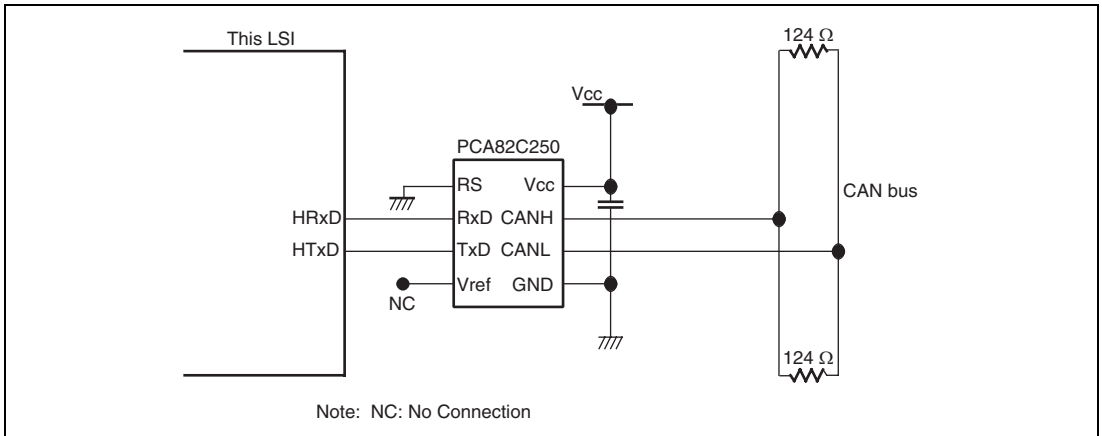 This LSI
124 Ω
Vcc
PCA82C250
RS Vcc
CAN bus
HRxD RxD CANH
HTxD TxD CANL
Vref GND
NC
124 Ω
Note: NC: No Connection